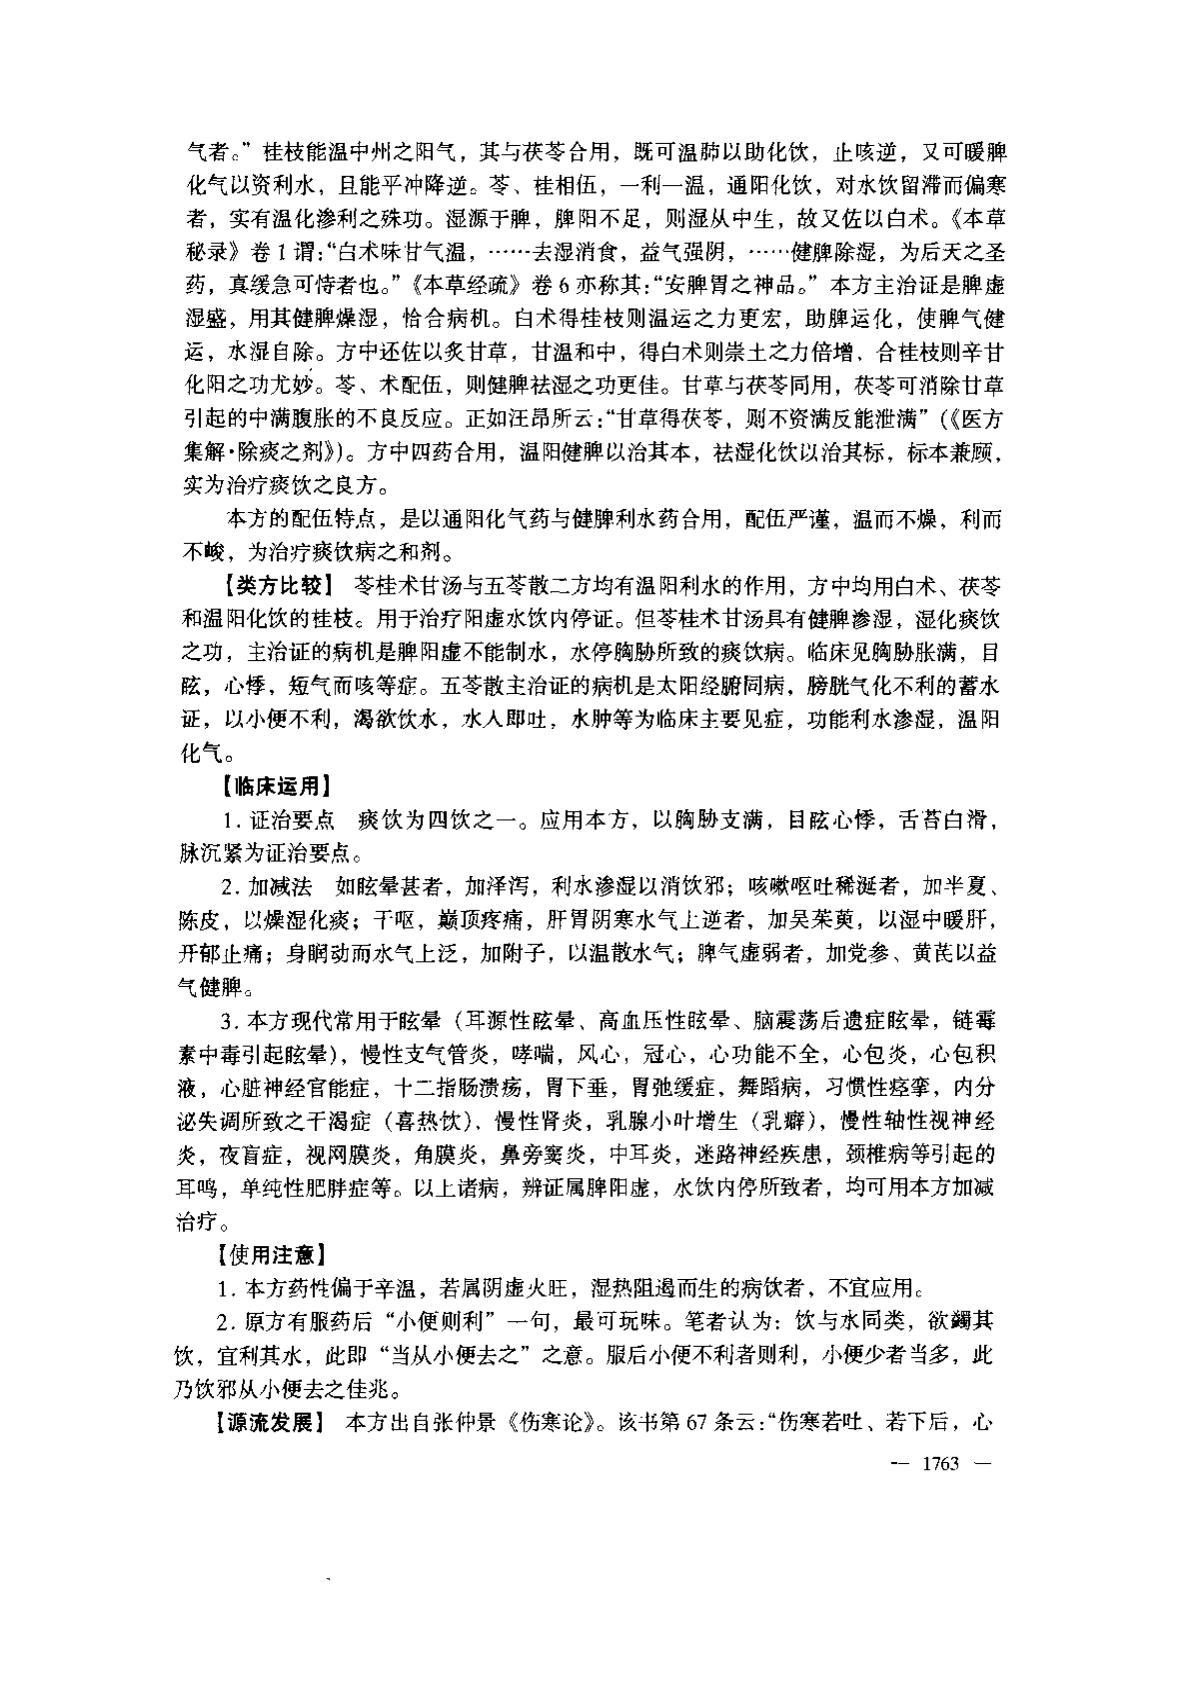 气者。”桂枝能温中州之阳气，其与茯苓合用，既可温肺以助化饮，止咳逆，又可暖脾
化气以资利水，且能平冲降逆。苓、桂相伍，一利一温，通阳化饮，对水饮留滞而偏寒
者，实有温化渗利之殊功。湿源于脾，脾阳不足，则湿从中生，故又佐以白术。《本草
秘录》卷1谓：“白术味甘气温，……去湿消食，益气强阴，……健脾除湿，为后天之圣
药，真缓急可恃者也。”《本草经疏》卷6亦称其：“安脾胃之神品。”本方主治证是脾虚
湿盛，用其健脾燥湿，恰合病机。白术得桂枝则温运之力更宏，助脾运化，使脾气健
运，水湿自除。方中还佐以炙甘草，甘温和中，得白术则崇土之力倍增，合桂枝则辛甘
化阳之功尤妙。苓、术配伍，则健脾祛湿之功更佳。甘草与茯苓同用，茯苓可消除甘草
引起的中满腹胀的不良反应。正如汪昂所云：“甘草得茯苓，则不资满反能泄满”（《医方
集解·除痰之剂》）。方中四药合用，温阳健脾以治其本，祛湿化饮以治其标，标本兼顾，
实为治疗痰饮之良方。
本方的配伍特点，是以通阳化气药与健脾利水药合用，配伍严谨，温而不燥，利而
不峻，为治疗痰饮病之和剂。
【类方比较】 苓桂术甘汤与五苓散二方均有温阳利水的作用，方中均用白术、茯苓
和温阳化饮的桂枝。用于治疗阳虚水饮内停证。但苓桂术甘汤具有健脾渗湿，湿化痰饮
之功，主治证的病机是脾阳虚不能制水，水停胸胁所致的痰饮病。临床见胸胁胀满，目
眩，心悸，短气而咳等症。五苓散主治证的病机是太阳经腑同病，膀胱气化不利的蓄水
证，以小便不利，渴欲饮水，水入即吐，水肿等为临床主要见症，功能利水渗湿，温阳
化气。
【临床运用】
1. 证治要点 痰饮为四饮之一。应用本方，以胸胁支满，目眩心悸，舌苔白滑，
脉沉紧为证治要点。
2. 加减法 如眩晕甚者，加泽泻，利水渗湿以消饮邪；咳嗽呕吐稀涎者，加半夏、
陈皮，以燥湿化痰；干呕，巅顶疼痛，肝胃阴寒水气上逆者，加吴茱萸，以湿中暖肝，
开郁止痛；身瞤动而水气上泛，加附子，以温散水气；脾气虚弱者，加党参、黄芪以益
气健脾。
3. 本方现代常用于眩晕（耳源性眩晕、高血压性眩晕、脑震荡后遗症眩晕，链霉
素中毒引起眩晕），慢性支气管炎，哮喘，风心，冠心，心功能不全，心包炎，心包积
液，心脏神经官能症，十二指肠溃疡，胃下垂，胃弛缓症，舞蹈病，习惯性痉挛，内分
泌失调所致之干渴症（喜热饮）、慢性肾炎，乳腺小叶增生（乳癖），慢性轴性视神经
炎，夜盲症，视网膜炎，角膜炎，鼻旁窦炎，中耳炎，迷路神经疾患，颈椎病等引起的
耳鸣，单纯性肥胖症等。以上诸病，辨证属脾阳虚，水饮内停所致者，均可用本方加减
治疗。
【使用注意】
1. 本方药性偏于辛温，若属阴虚火旺，湿热阻遏而生的病饮者，不宜应用。
2. 原方有服药后“小便则利”一句，最可玩味。笔者认为：饮与水同类，欲蠲其
饮，宜利其水，此即“当从小便去之”之意。服后小便不利者则利，小便少者当多，此
乃饮邪从小便去之佳兆。
【源流发展】 本方出自张仲景《伤寒论》。该书第67条云：“伤寒若吐、若下后，心
— 1763 —